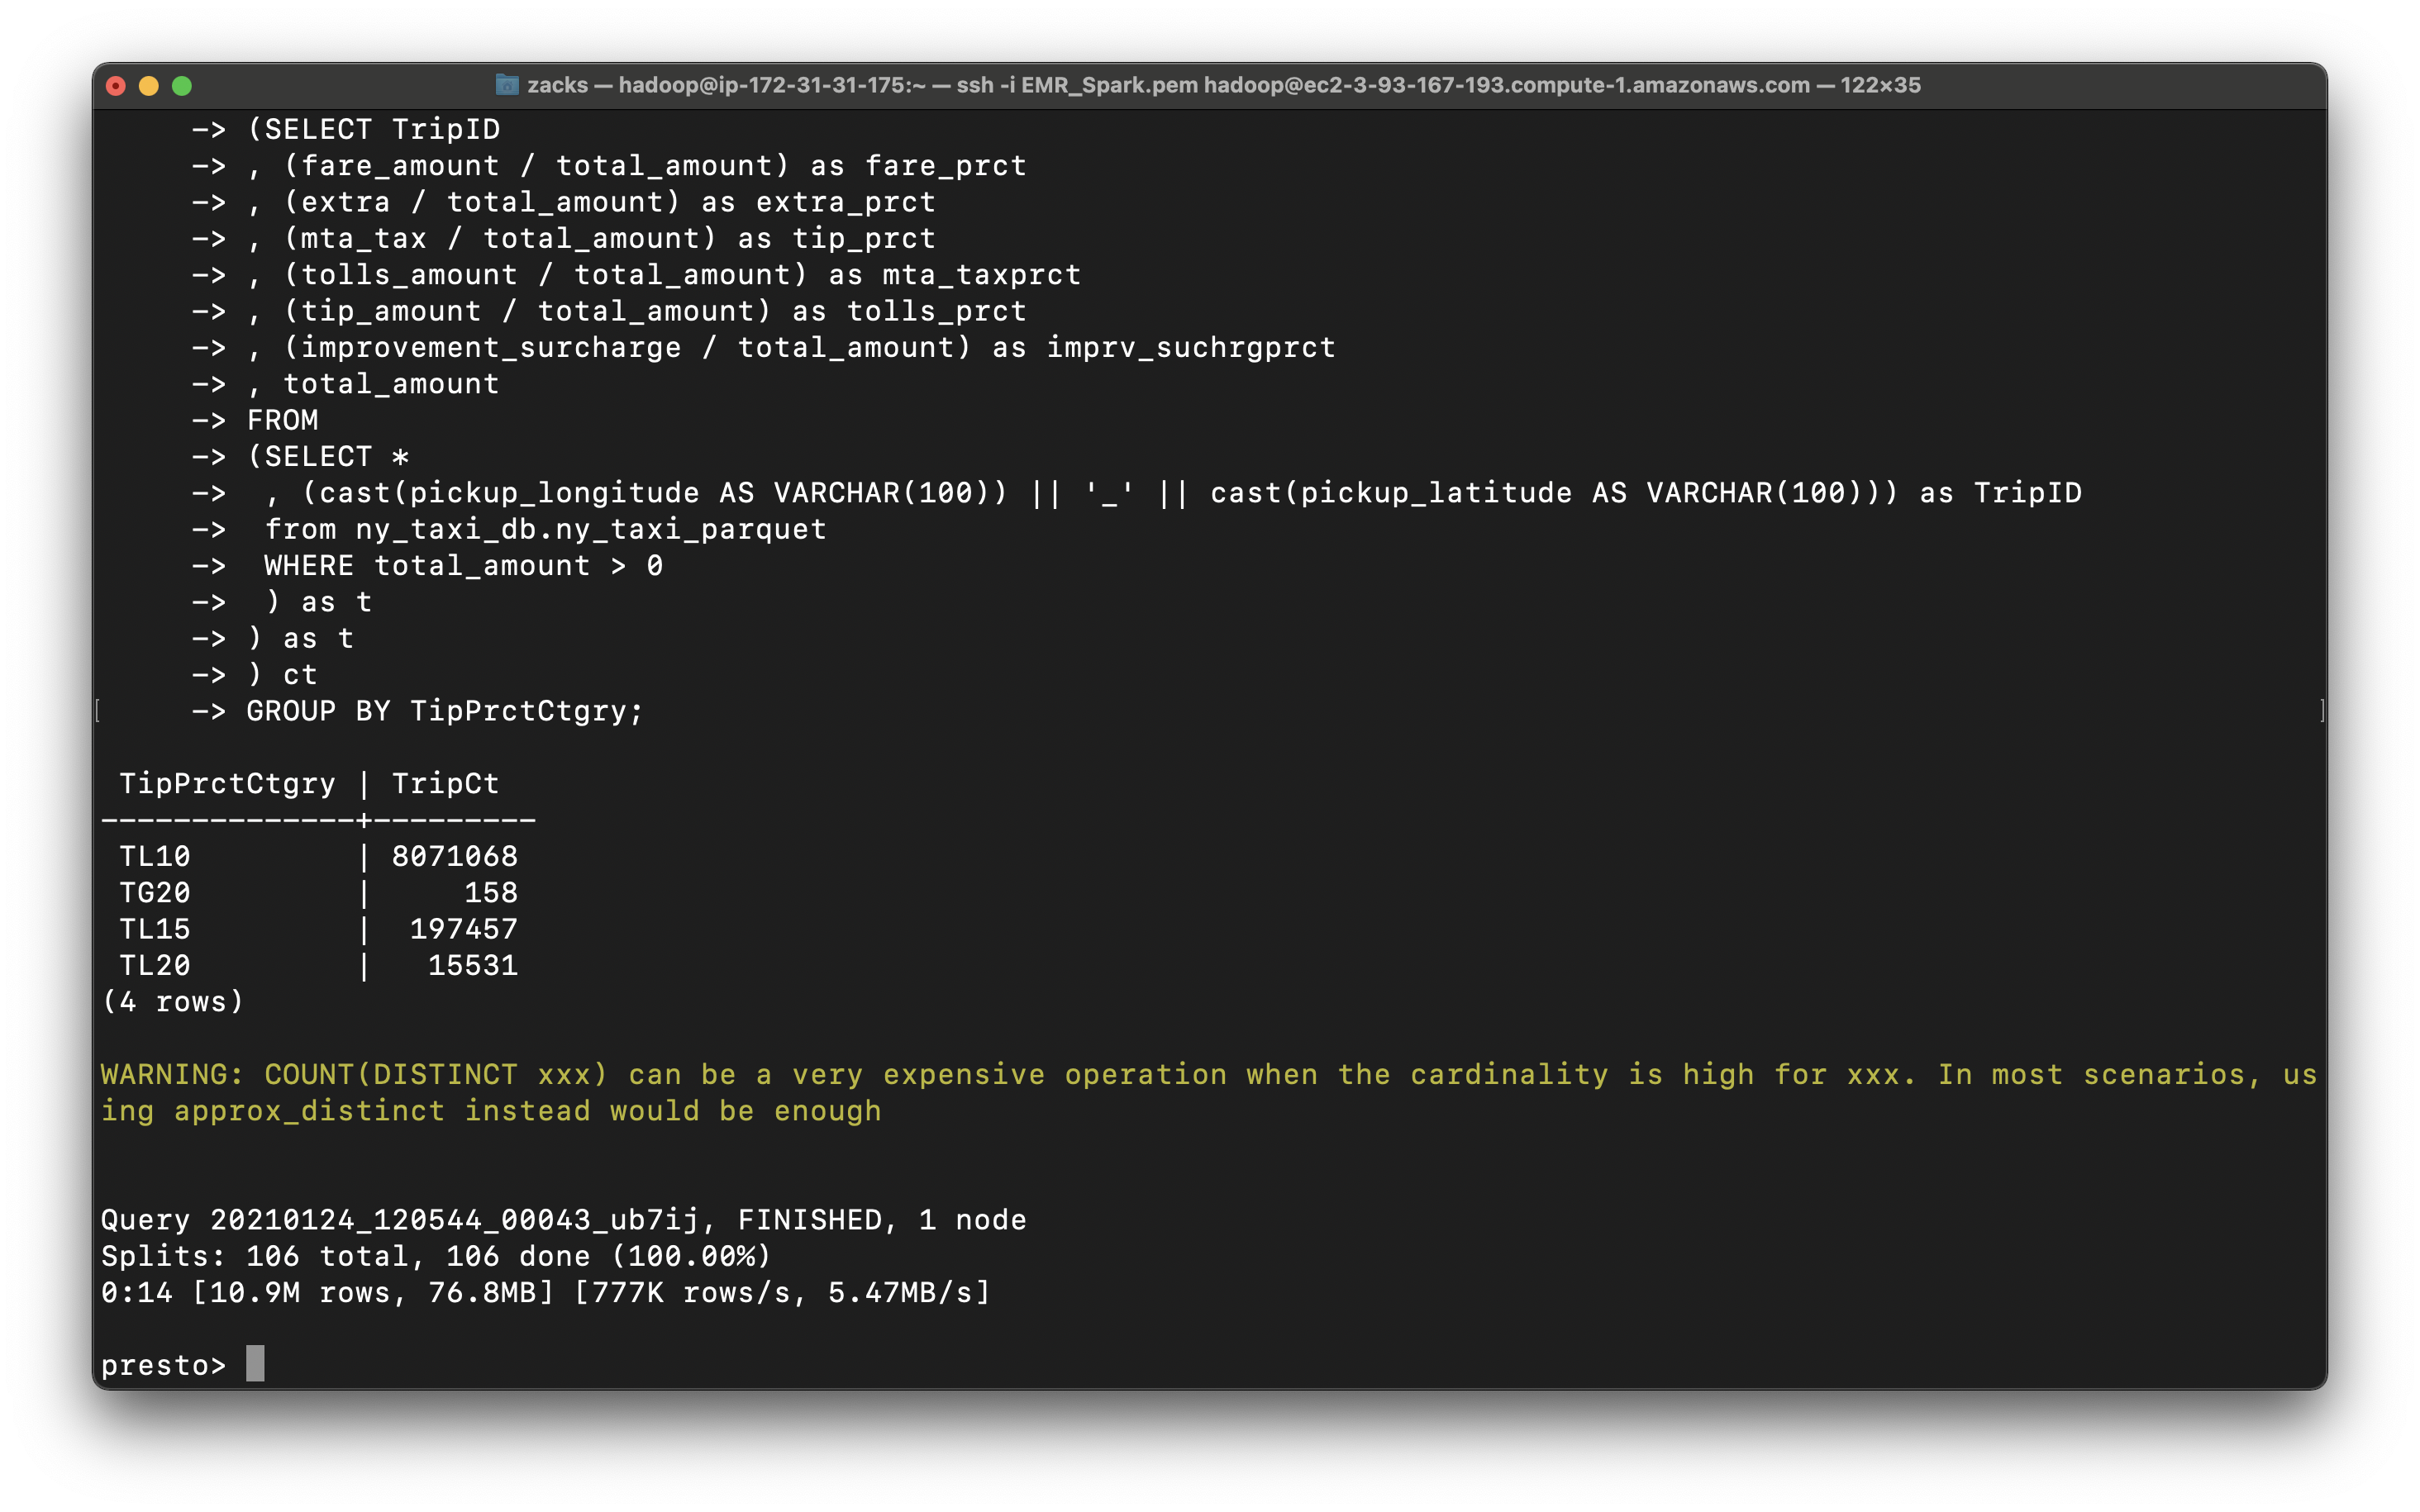 zacks — hadoop@ip-172-31-31-175:~ — ssh -i EMR_Spark.pem hadoop@ec2-3-93-167-193.compute-1.amazonaws.com — 122×35
-> (SELECT TripID
-> , (fare_amount / total_amount) as fare_prct
-> , (extra / total_amount) as extra_prct
-> , (mta_tax / total_amount) as tip_prct
-> , (tolls_amount / total_amount) as mta_taxprct
-> , (tip_amount / total_amount) as tolls_prct
-> , (improvement_surcharge / total_amount) as imprv_suchrgprct
-> , total_amount
-> FROM
-> (SELECT *
->  , (cast(pickup_longitude AS VARCHAR(100)) || '_' || cast(pickup_latitude AS VARCHAR(100))) as TripID
->  from ny_taxi_db.ny_taxi_parquet
->  WHERE total_amount > 0
->  ) as t
-> ) as t
-> ) ct
[ -> GROUP BY TipPrctCtgry; ]
TipPrctCtgry | TripCt
--------------+---------
TL10 | 8071068
TG20 | 158
TL15 | 197457
TL20 | 15531
(4 rows)
WARNING: COUNT(DISTINCT xxx) can be a very expensive operation when the cardinality is high for xxx. In most scenarios, us
ing approx_distinct instead would be enough
Query 20210124_120544_00043_ub7ij, FINISHED, 1 node
Splits: 106 total, 106 done (100.00%)
0:14 [10.9M rows, 76.8MB] [777K rows/s, 5.47MB/s]
presto>